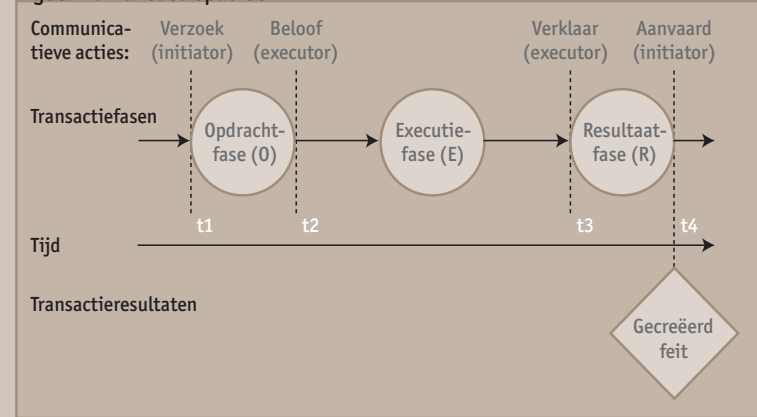 Communica-
tieve acties:
Verzoek
(initiator)
Beloof
(executor)
Verklaar
(executor)
Aanvaard
(initiator)
Transactiefasen
Opdracht-
fase (O)
Executie-
fase (E)
Resultaat-
fase (R)
t1
t2
t3
t4
Tijd
Transactieresultaten
Gecreëerd
feit